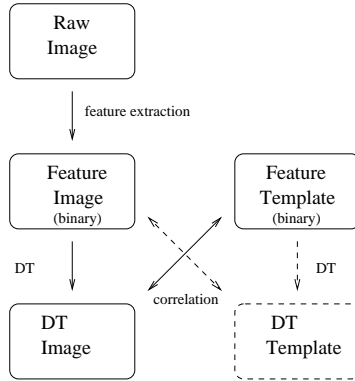 Raw
Image
feature extraction
Feature
Image
(binary)
Feature
Template
(binary)
DT
DT
correlation
DT
Image
DT
Template